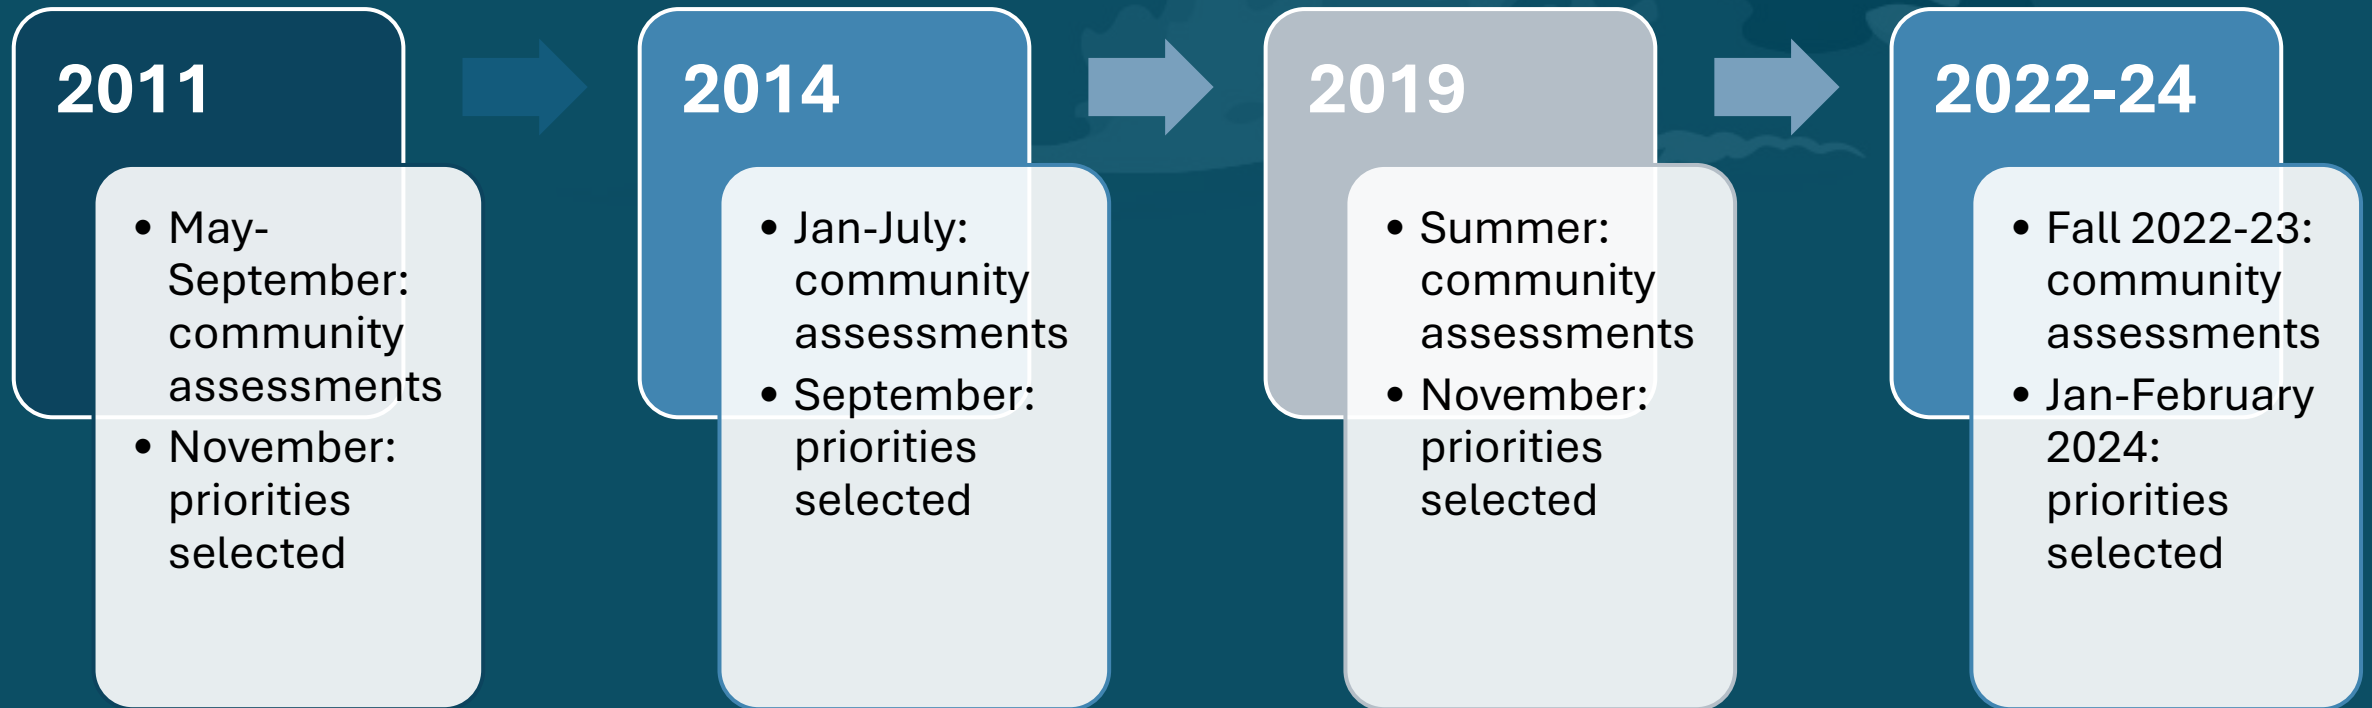 2011
• May-
September:
community
assessments
• November:
priorities
selected
2014
• Jan-July:
community
assessments
• September:
priorities
selected
2019
• Summer:
community
assessments
• November:
priorities
selected
2022-24
• Fall 2022-23:
community
assessments
• Jan-February
2024:
priorities
selected